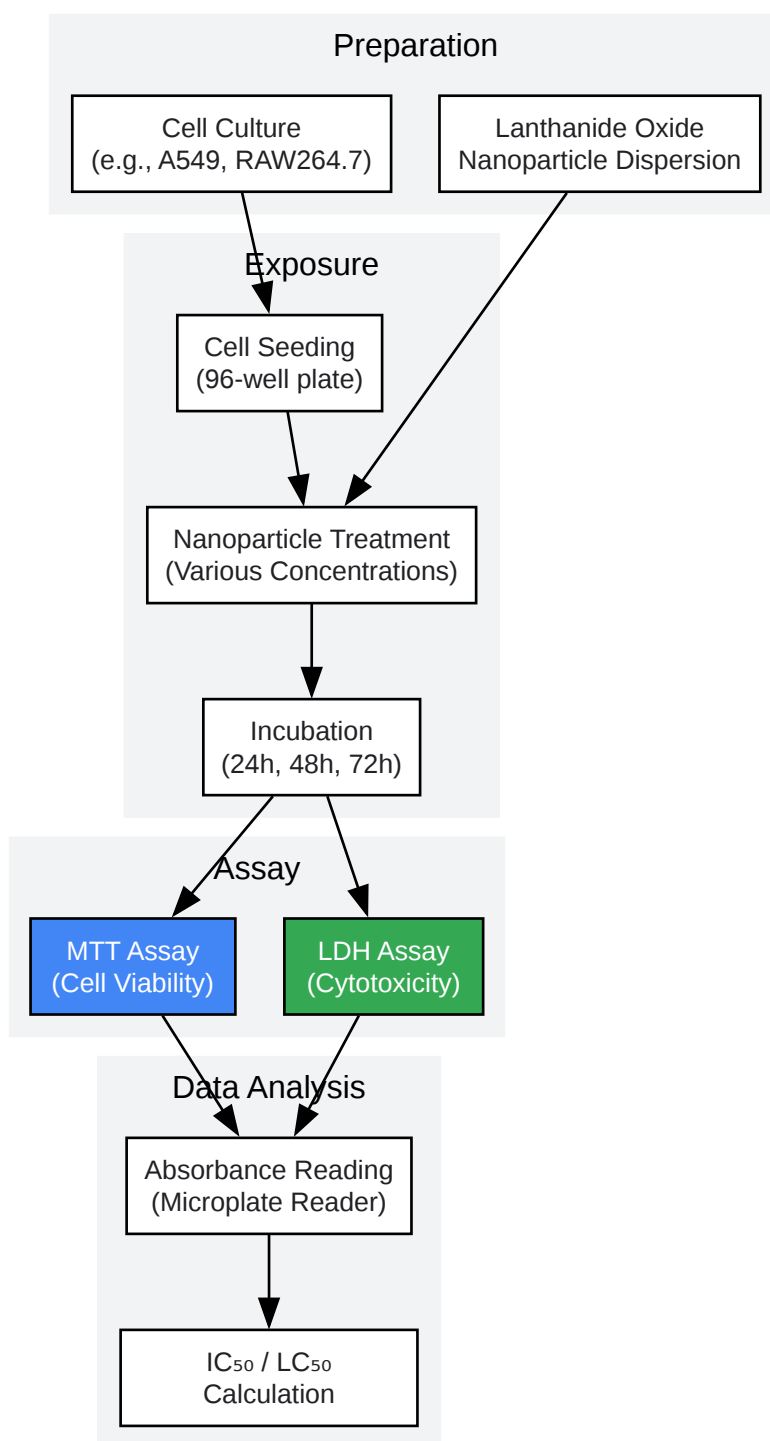 Preparation
Cell Culture
(e.g., A549, RAW264.7)
Lanthanide Oxide
Nanoparticle Dispersion
Exposure
Cell Seeding
(96-well plate)
Nanoparticle Treatment
(Various Concentrations)
Incubation
(24h, 48h, 72h)
Assay
MTT Assay
(Cell Viability)
LDH Assay
(Cytotoxicity)
Data Analysis
Absorbance Reading
(Microplate Reader)
IC₅₀ / LC₅₀
Calculation